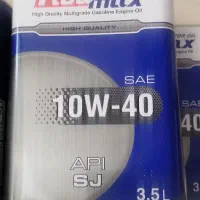 High Quality Multigrade Gasoline Engine Oil
HIGH QUALITY
SAE
10W-40
API
SJ
3.5L